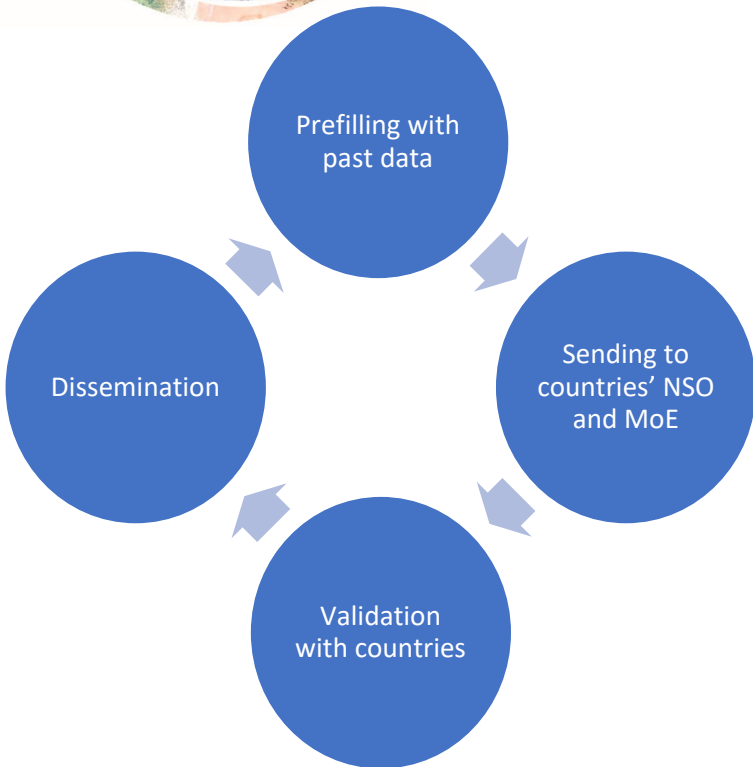 Prefilling with
past data
Sending to
countries’ NSO
and MoE
Validation
with countries
Dissemination